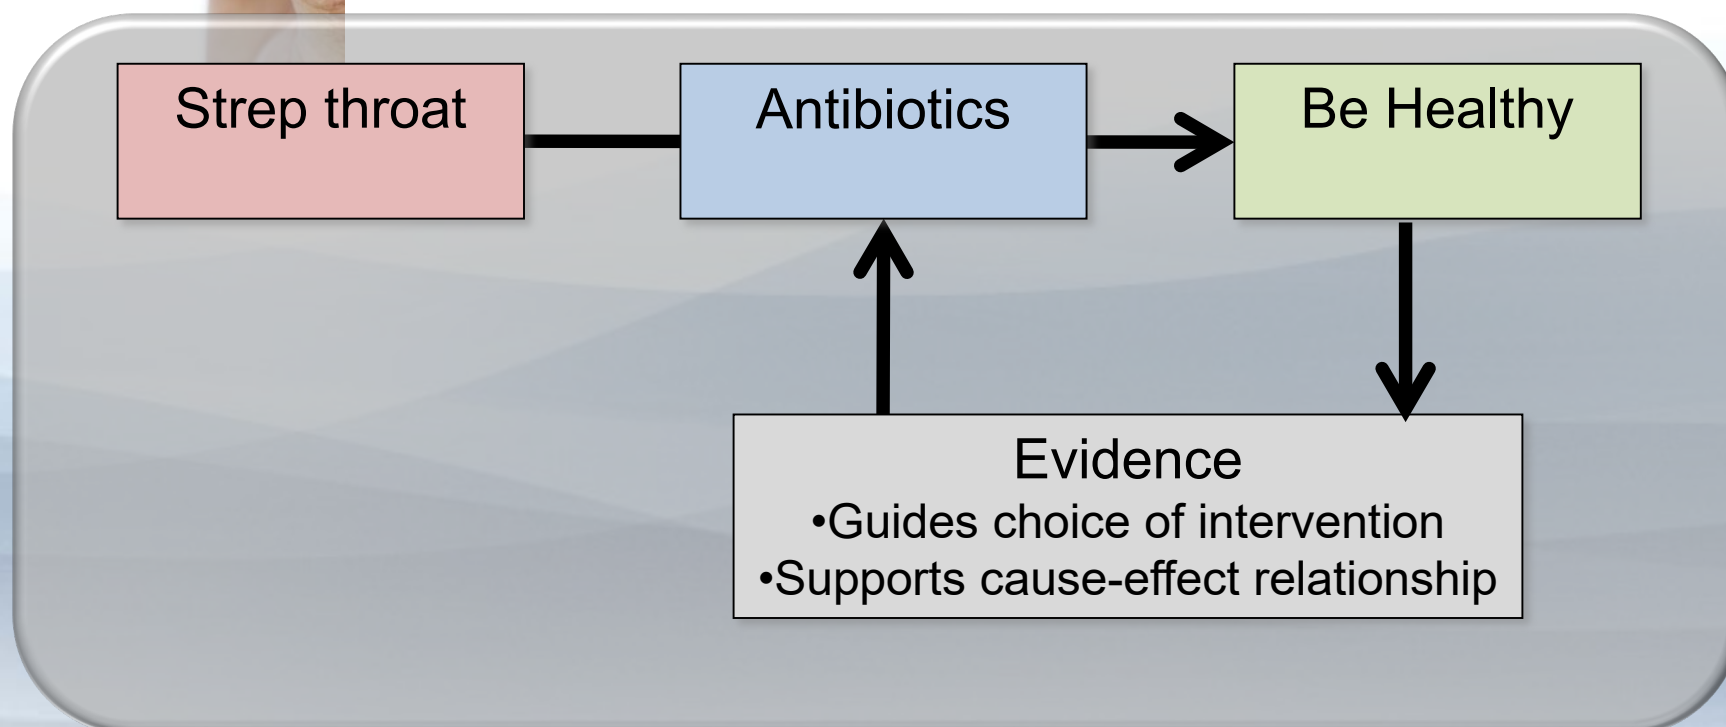 Strep throat
Antibiotics
Be Healthy
Evidence
•Guides choice of intervention
•Supports cause-effect relationship